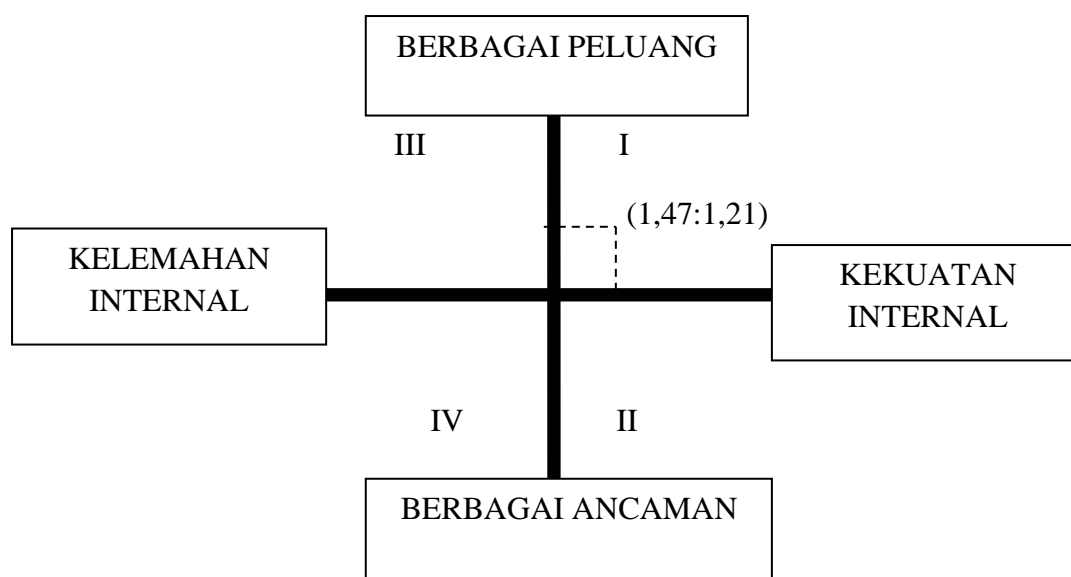 BERBAGAI PELUANG
III
I
(1,47:1,21)
KELEMAHAN
INTERNAL
KEKUATAN
INTERNAL
IV
II
BERBAGAI ANCAMAN